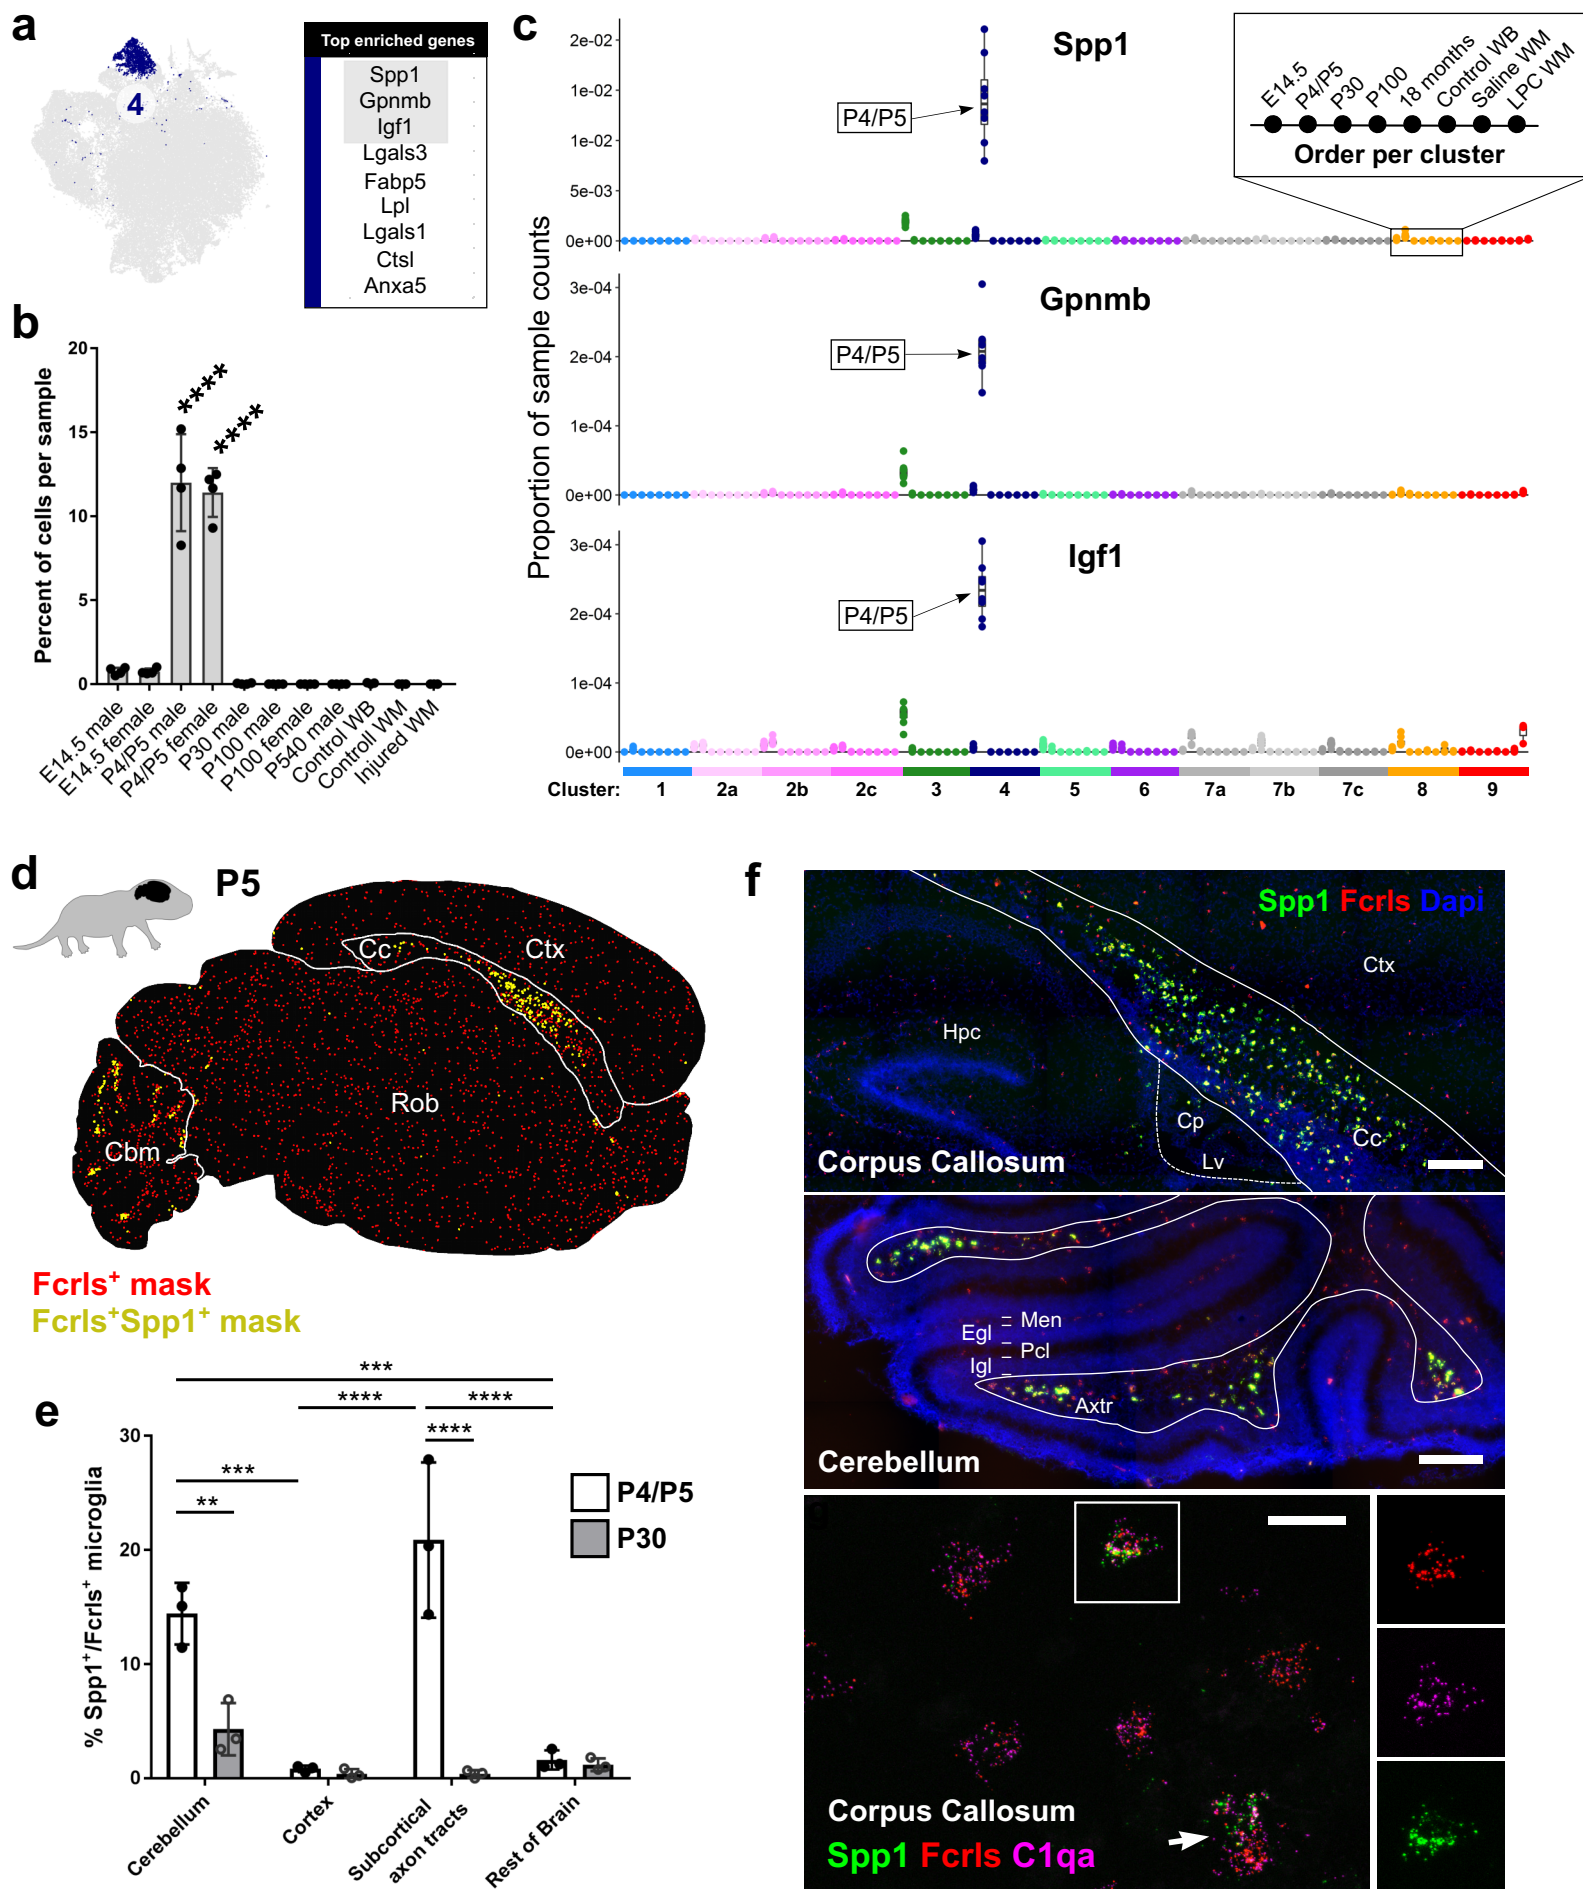 a
4
Top enriched genes
Spp1
Gpnmb
Igf1
Lgals3
Fabp5
Lpl
Lgals1
Ctsl
Anxa5
b
Percent of cells per sample
20
15
10
5
0
****
****
E14.5 male
E14.5 female
P4/P5 male
P4/P5 female
P30 male
P100 male
P100 female
P540 male
Control WB
Controll WM
Injured WM
c
Proportion of sample counts
Spp1
2e-02
1e-02
1e-02
5e-03
0e+00
P4/P5
E14.5
P4/P5
P30
P100
18 months
Control WB
Saline WM
LPC WM
Order per cluster
Gpnmb
3e-04
2e-04
1e-04
0e+00
P4/P5
Igf1
3e-04
2e-04
1e-04
0e+00
P4/P5
Cluster: 1 2a 2b 2c 3 4 5 6 7a 7b 7c 8 9
d
P5
Cc
Ctx
Rob
Cbm
Fcrls+ mask
Fcrls+Spp1+ mask
e
% Spp1+/Fcrls+ microglia
30
20
10
0
***
**** ****
****
***
**
P4/P5
P30
Cerebellum
Cortex
Subcortical
axon tracts
Rest of Brain
f
Spp1 Fcrls Dapi
Ctx
Hpc
Cp
Cc
Lv
Corpus Callosum
Men
Egl
Pcl
Igl
Axtr
Cerebellum
g
Corpus Callosum
Spp1 Fcrls C1qa